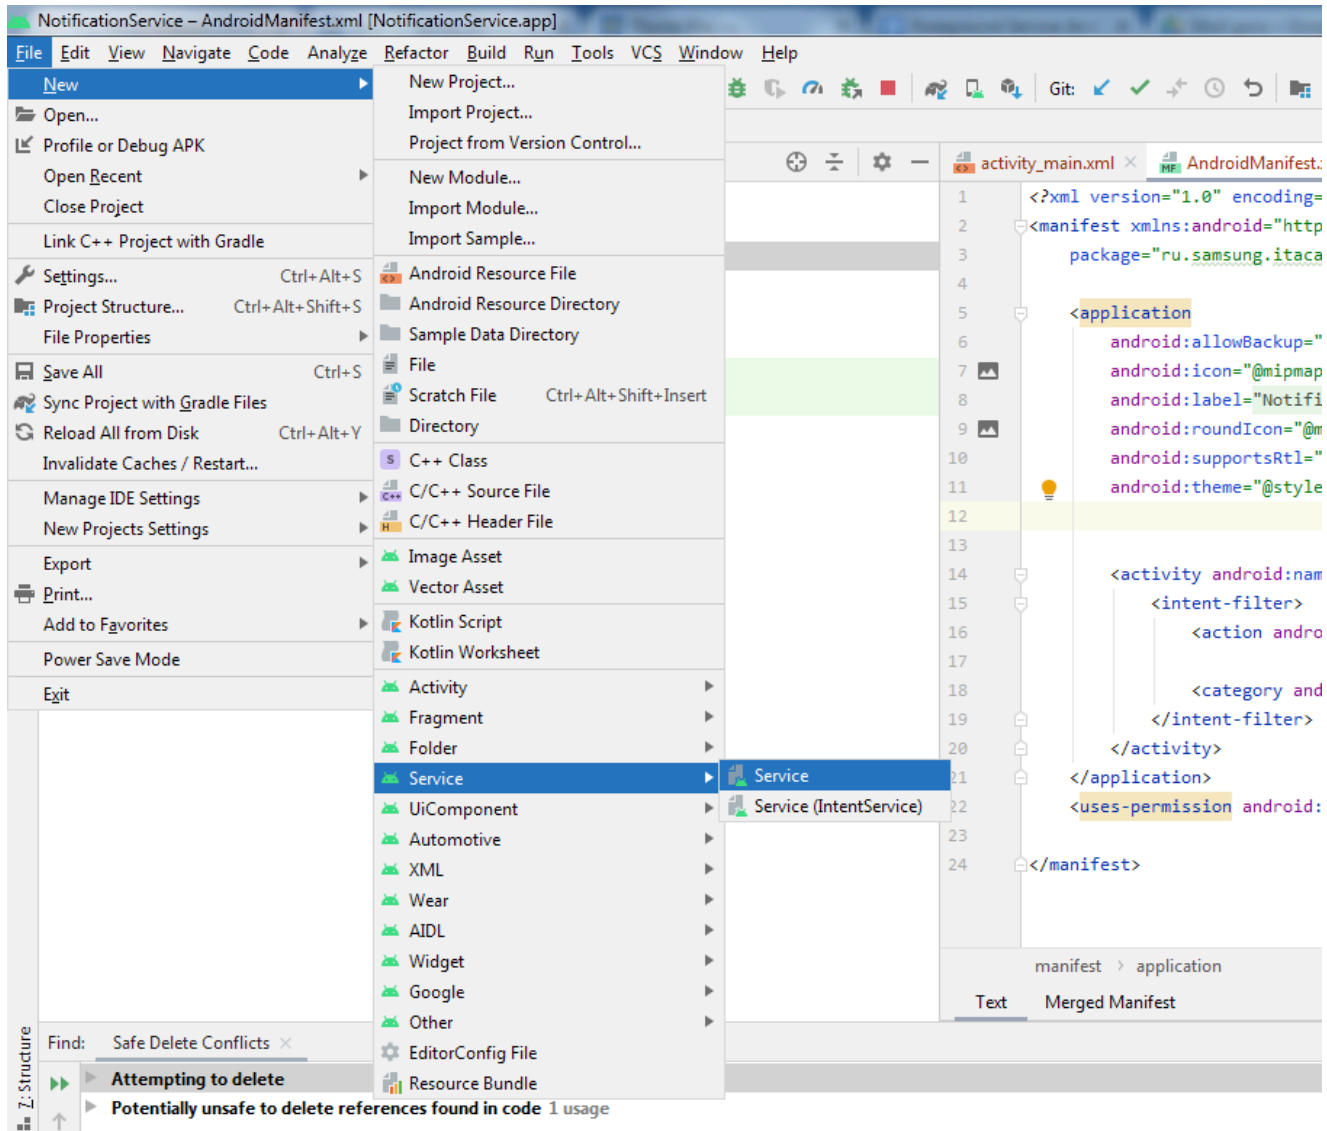 NotificationService – AndroidManifest.xml [NotificationService.app]
File Edit View Navigate Code Analyze Refactor Build Run Tools VCS Window Help
New
Open...
Profile or Debug APK
Open Recent
Close Project
Link C++ Project with Gradle
Settings... Ctrl+Alt+S
Project Structure... Ctrl+Alt+Shift+S
File Properties
Save All Ctrl+S
Sync Project with Gradle Files
Reload All from Disk Ctrl+Alt+Y
Invalidate Caches / Restart...
Manage IDE Settings
New Projects Settings
Export
Print...
Add to Favorites
Power Save Mode
Exit
New Project...
Import Project...
Project from Version Control...
New Module...
Import Module...
Import Sample...
Android Resource File
Android Resource Directory
Sample Data Directory
File
Scratch File Ctrl+Alt+Shift+Insert
Directory
S C++ Class
C++ C/C++ Source File
H C/C++ Header File
Image Asset
Vector Asset
Kotlin Script
Kotlin Worksheet
Activity
Fragment
Folder
Service
UiComponent
Automotive
XML
Wear
AIDL
Widget
Google
Other
EditorConfig File
Resource Bundle
Service
Service (IntentService)
Git:
activity_main.xml MF AndroidManifest.
1 <?xml version="1.0" encoding=
2 <manifest xmlns:android="http
3 package="ru.samsung.itaca
4
5 <application
6 android:allowBackup="
7 android:icon="@mipmap
8 android:label="Notifi
9 android:roundIcon="@m
10 android:supportsRtl="
11 android:theme="@style
12
13
14 <activity android:nam
15 <intent-filter>
16 <action andro
17
18 <category and
19 </intent-filter>
20 </activity>
21 </application>
22 <uses-permission android:
23
24 </manifest>
manifest > application
Text Merged Manifest
Z: Structure
Find: Safe Delete Conflicts
Attempting to delete
Potentially unsafe to delete references found in code 1 usage